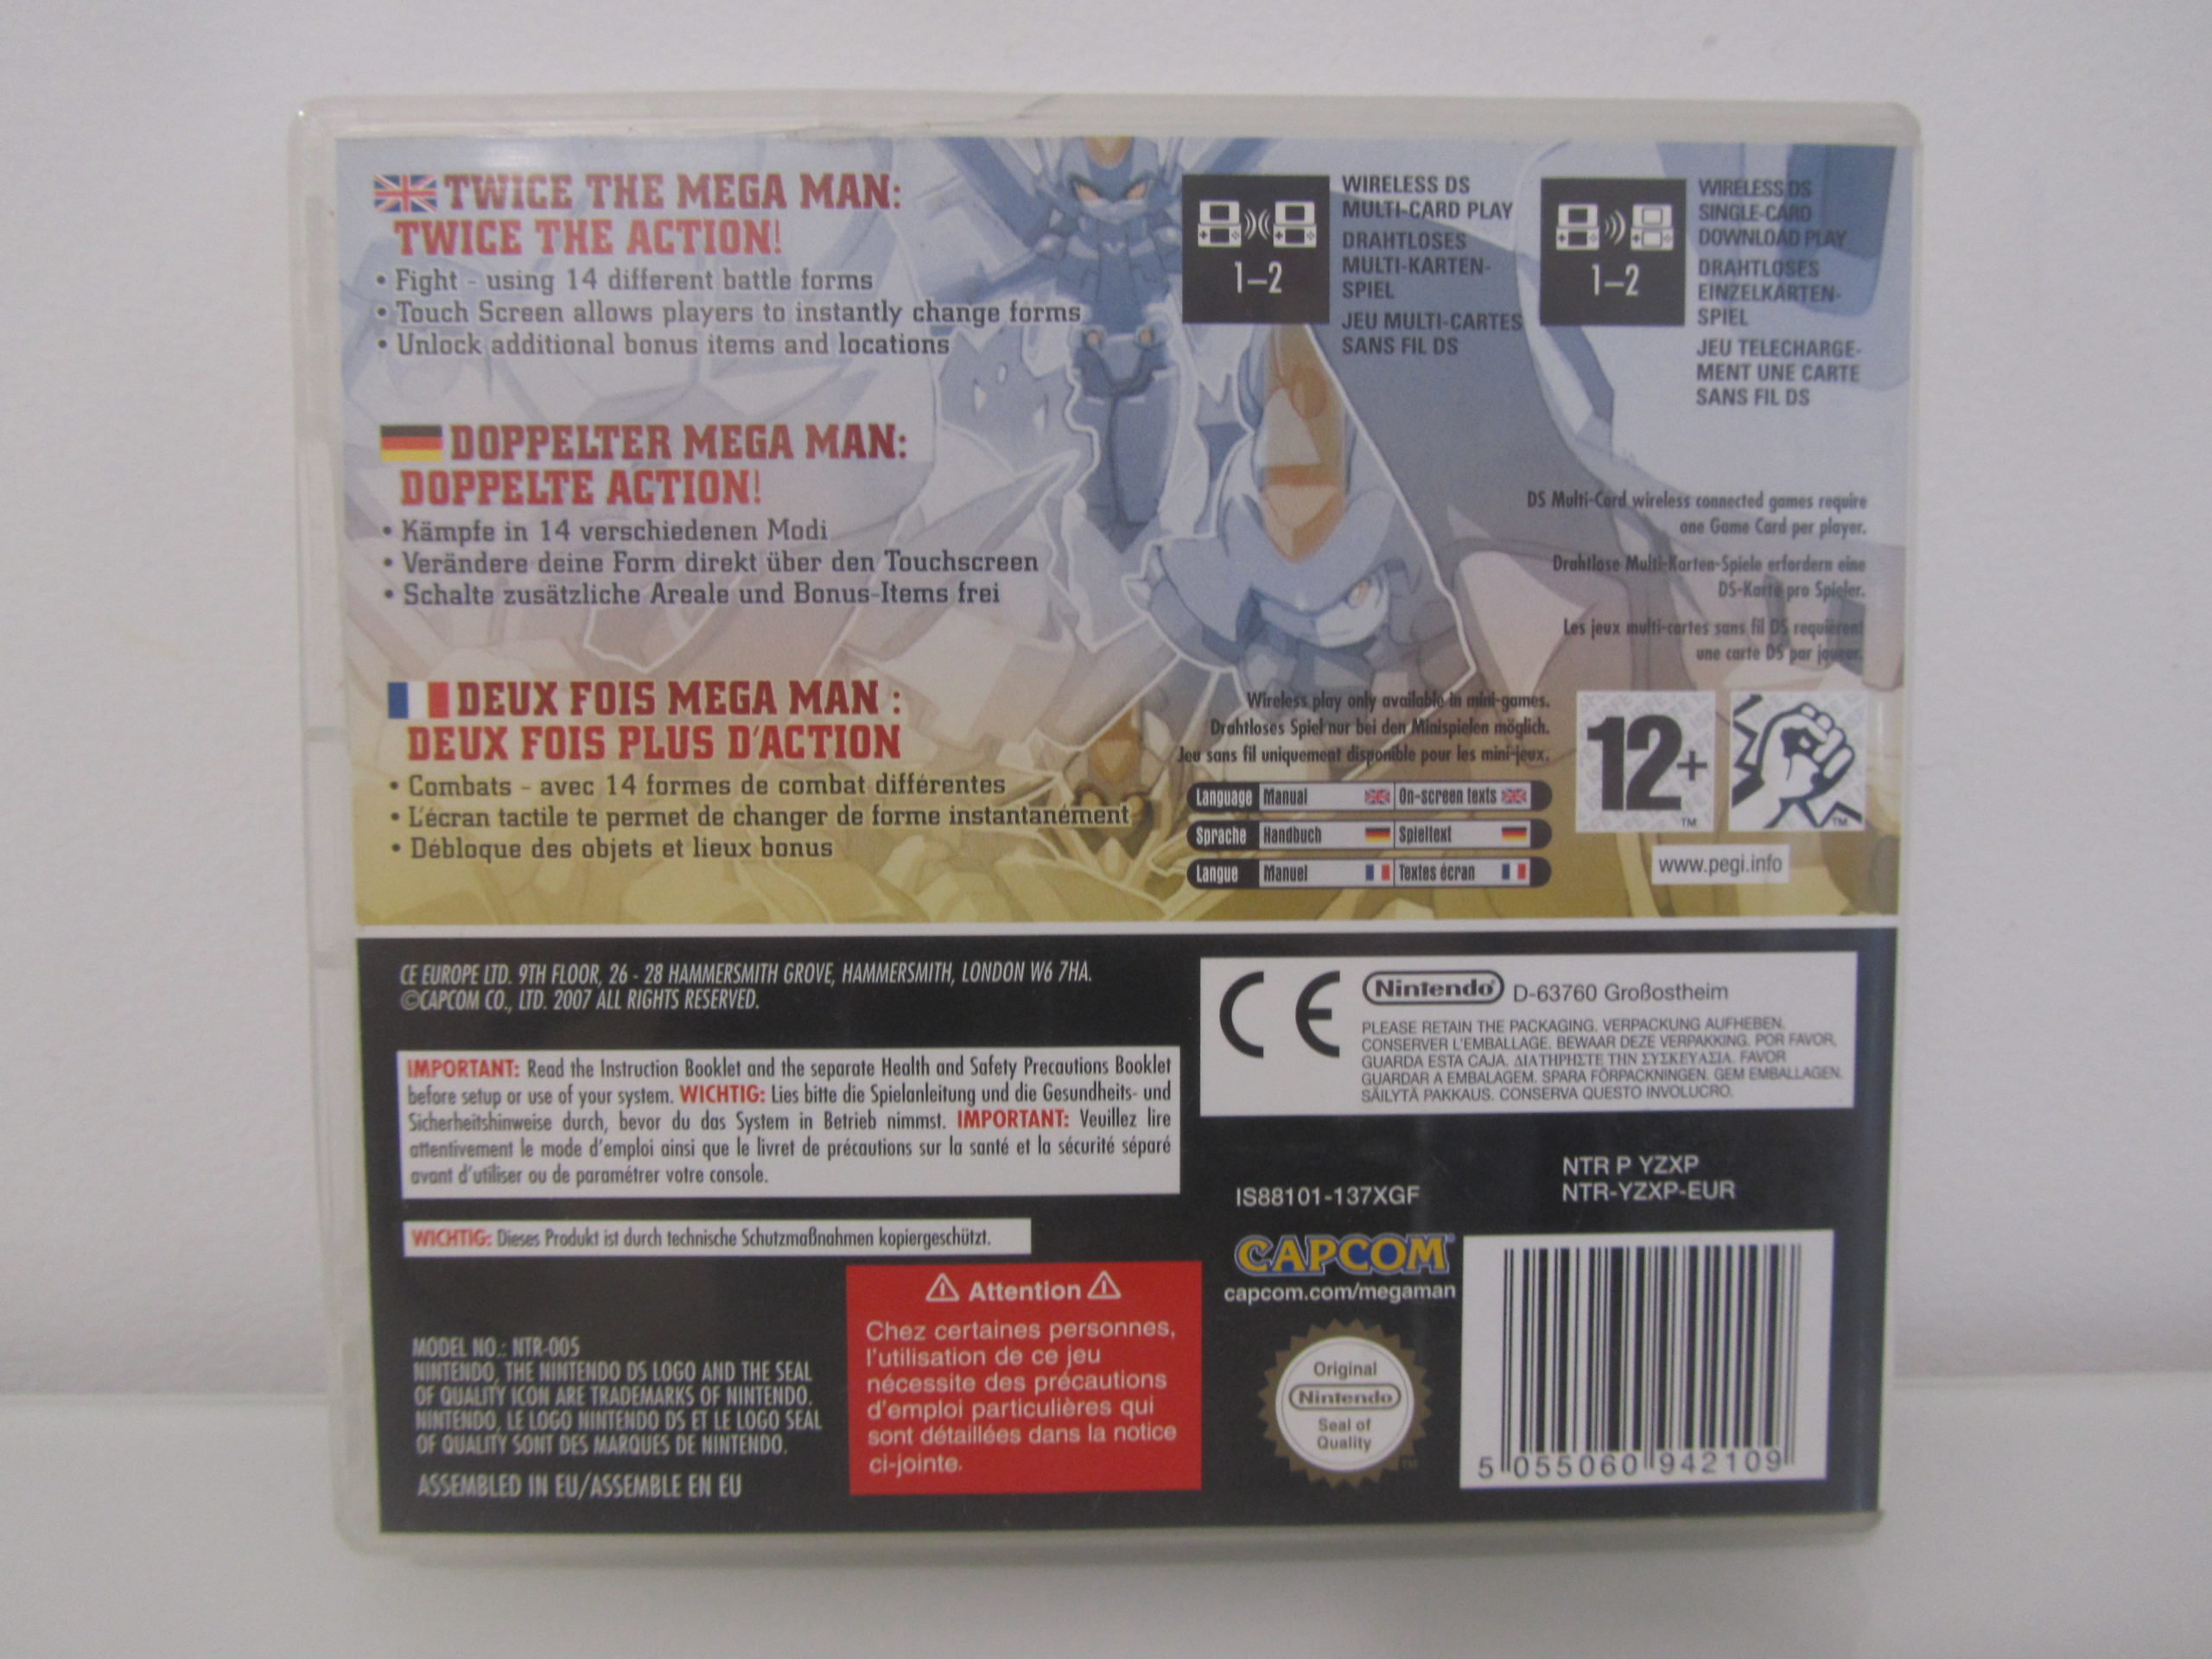 TWICE THE MEGA MAN:
TWICE THE ACTION!
• Fight - using 14 different battle forms
• Touch Screen allows players to instantly change forms
• Unlock additional bonus items and locations
DOPPELTER MEGA MAN:
DOPPELTE ACTION!
• Kämpfe in 14 verschiedenen Modi
• Verändere deine Form direkt über den Touchscreen
• Schalte zusätzliche Areale und Bonus-Items frei
DEUX FOIS MEGA MAN :
DEUX FOIS PLUS D'ACTION
• Combats - avec 14 formes de combat différentes
• L'écran tactile te permet de changer de forme instantanément
• Débloque des objets et lieux bonus
1–2
WIRELESS DS
MULTI-CARD PLAY
DRAHTLOSES
MULTI-KARTEN-
SPIEL
JEU MULTI-CARTES
SANS FIL DS
1–2
WIRELESS DS
SINGLE-CARD
DOWNLOAD PLAY
DRAHTLOSES
EINZELKARTEN-
SPIEL
JEU TELECHARGE-
MENT UNE CARTE
SANS FIL DS
DS Multi-Card wireless connected games require
one Game Card per player.
Drahtlose Multi-Karten-Spiele erfordern eine
DS-Karte pro Spieler.
Les jeux multi-cartes sans fil DS requièrent
une carte DS par joueur.
Wireless play only available in mini-games.
Drahtloses Spiel nur bei den Minispielen möglich.
Jeu sans fil uniquement disponible pour les mini-jeux.
Language Manual On-screen texts
Sprache Handbuch Spieltext
Langue Manuel Textes écran
12+
TM
TM
www.pegi.info
CE EUROPE LTD. 9TH FLOOR, 26 - 28 HAMMERSMITH GROVE, HAMMERSMITH, LONDON W6 7HA.
©CAPCOM CO., LTD. 2007 ALL RIGHTS RESERVED.
IMPORTANT: Read the Instruction Booklet and the separate Health and Safety Precautions Booklet
before setup or use of your system. WICHTIG: Lies bitte die Spielanleitung und die Gesundheits- und
Sicherheitshinweise durch, bevor du das System in Betrieb nimmst. IMPORTANT: Veuillez lire
attentivement le mode d'emploi ainsi que le livret de précautions sur la santé et la sécurité séparé
avant d'utiliser ou de paramétrer votre console.
WICHTIG: Dieses Produkt ist durch technische Schutzmaßnahmen kopiergeschützt.
MODEL NO.: NTR-005
NINTENDO, THE NINTENDO DS LOGO AND THE SEAL
OF QUALITY ICON ARE TRADEMARKS OF NINTENDO.
NINTENDO, LE LOGO NINTENDO DS ET LE LOGO SEAL
OF QUALITY SONT DES MARQUES DE NINTENDO.
ASSEMBLED IN EU/ASSEMBLE EN EU
Attention
Chez certaines personnes,
l'utilisation de ce jeu
nécessite des précautions
d'emploi particulières qui
sont détaillées dans la notice
ci-jointe.
CE
Nintendo D-63760 Großostheim
PLEASE RETAIN THE PACKAGING. VERPACKUNG AUFHEBEN.
CONSERVER L'EMBALLAGE. BEWAAR DEZE VERPAKKING. POR FAVOR,
GUARDA ESTA CAJA. ΔΙΑΤΗΡΗΣΤΕ ΤΗΝ ΣΥΣΚΕΥΑΣΙΑ. FAVOR
GUARDAR A EMBALAGEM. SPARA FÖRPACKNINGEN. GEM EMBALLAGEN.
SÄILYTÄ PAKKAUS. CONSERVA QUESTO INVOLUCRO.
NTR P YZXP
NTR-YZXP-EUR
IS88101-137XGF
CAPCOM
capcom.com/megaman
Original
Nintendo
Seal of
Quality
TM
5 055060 942109